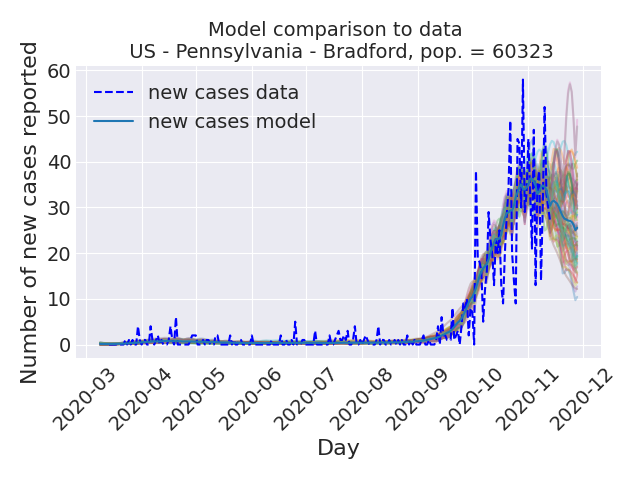 Model comparison to data
US - Pennsylvania - Bradford, pop. = 60323
Number of new cases reported
60
50
40
30
20
10
0
new cases data
new cases model
2020-03
2020-04
2020-05
2020-06
2020-07
2020-08
2020-09
2020-10
2020-11
2020-12
Day